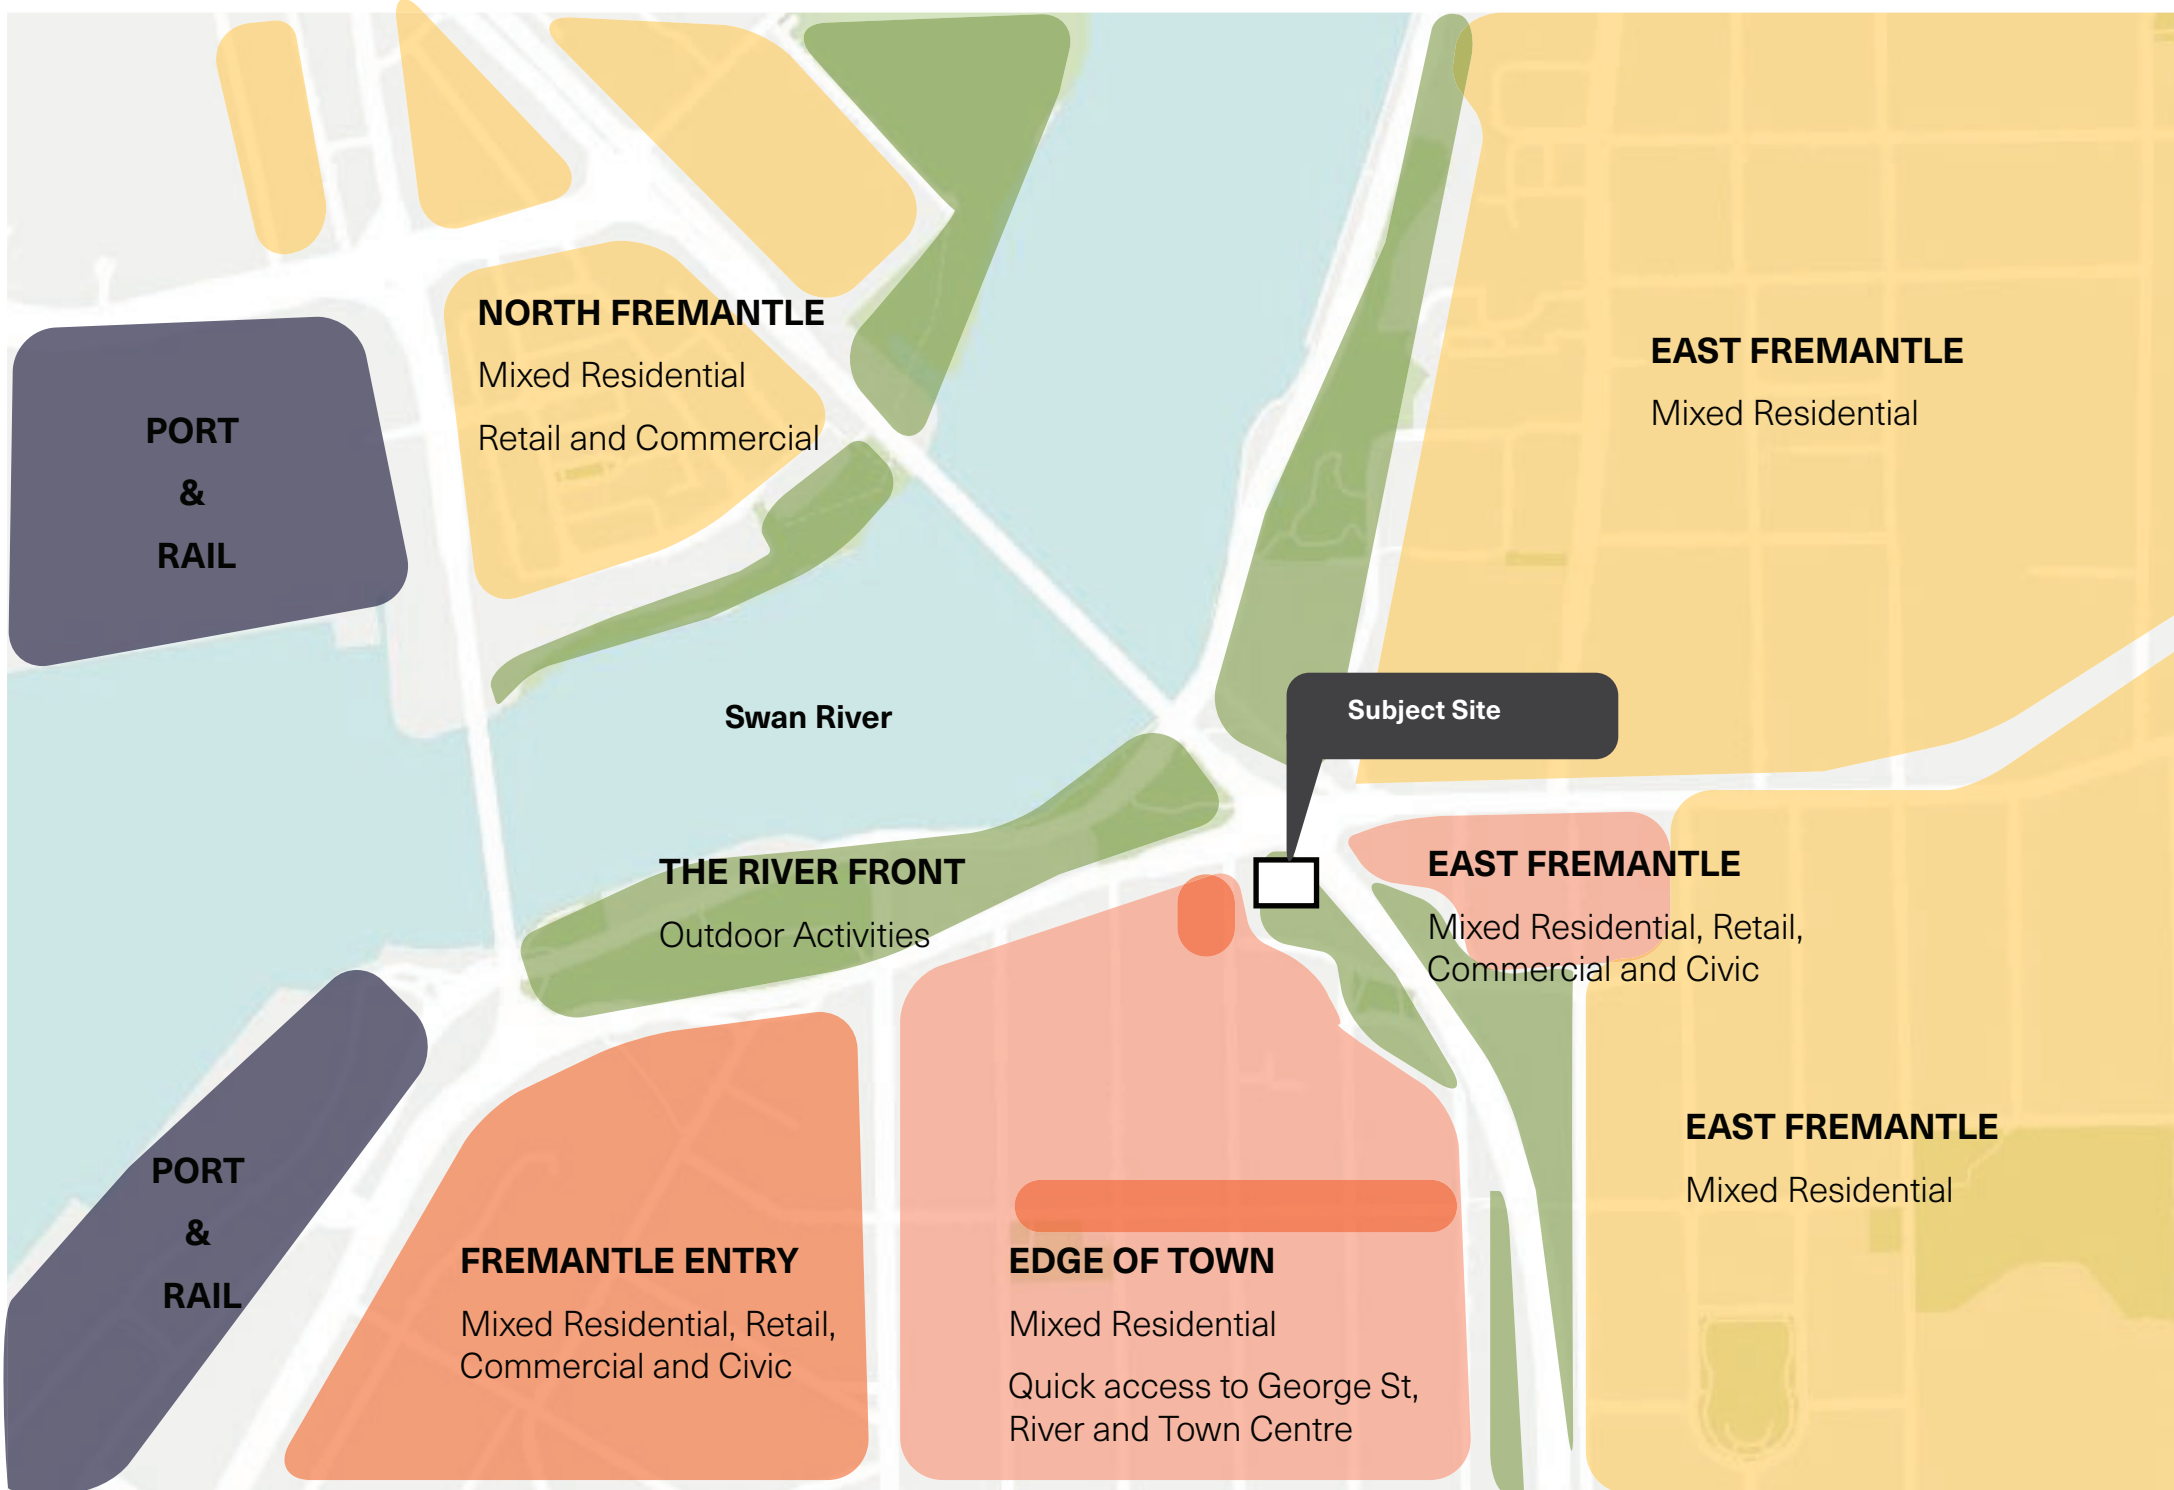 NORTH FREMANTLE
Mixed Residential
Retail and Commercial
EAST FREMANTLE
Mixed Residential
PORT
&
RAIL
Swan River
Subject Site
THE RIVER FRONT
Outdoor Activities
EAST FREMANTLE
Mixed Residential, Retail,
Commercial and Civic
EAST FREMANTLE
Mixed Residential
PORT
&
RAIL
FREMANTLE ENTRY
Mixed Residential, Retail,
Commercial and Civic
EDGE OF TOWN
Mixed Residential
Quick access to George St,
River and Town Centre